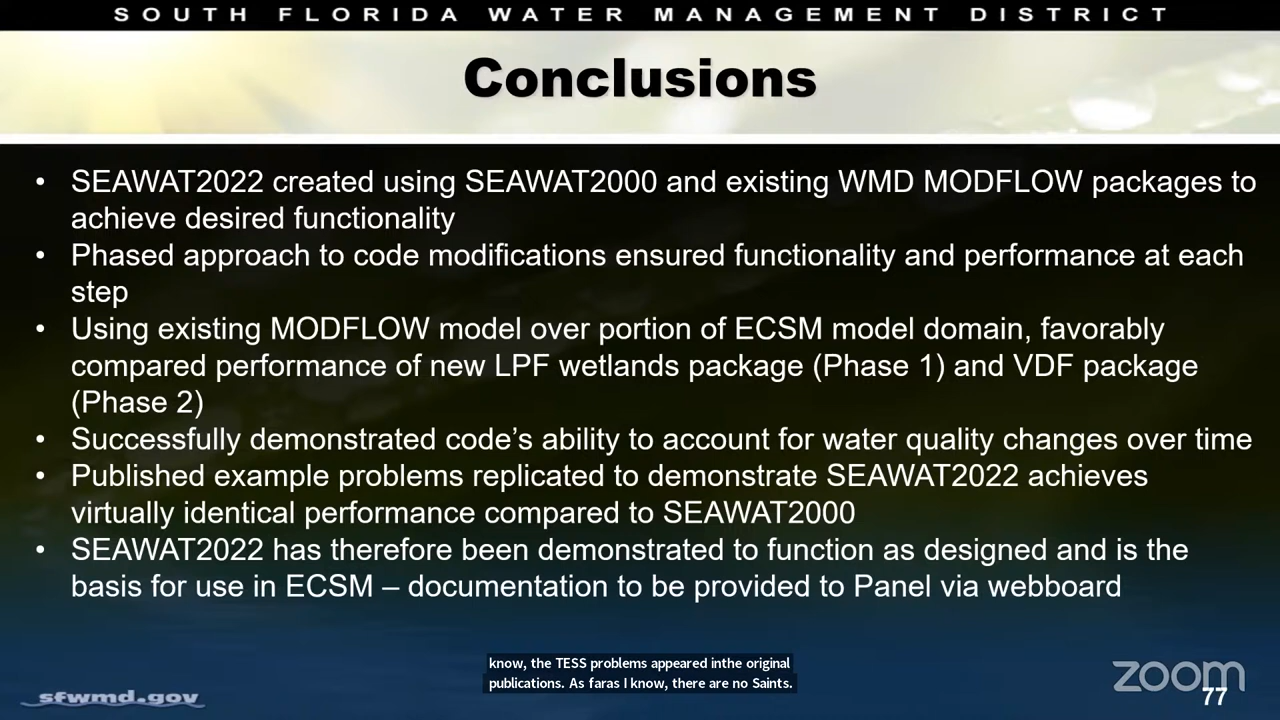 SOUTH FLORIDA WATER MANAGEMENT DISTRICT
Conclusions
• SEAWAT2022 created using SEAWAT2000 and existing WMD MODFLOW packages to
achieve desired functionality
• Phased approach to code modifications ensured functionality and performance at each
step
• Using existing MODFLOW model over portion of ECSM model domain, favorably
compared performance of new LPF wetlands package (Phase 1) and VDF package
(Phase 2)
• Successfully demonstrated code’s ability to account for water quality changes over time
• Published example problems replicated to demonstrate SEAWAT2022 achieves
virtually identical performance compared to SEAWAT2000
• SEAWAT2022 has therefore been demonstrated to function as designed and is the
basis for use in ECSM – documentation to be provided to Panel via webboard
know, the TESS problems appeared inthe original
publications. As faras I know, there are no Saints.
sfwmd.gov
zoom
77